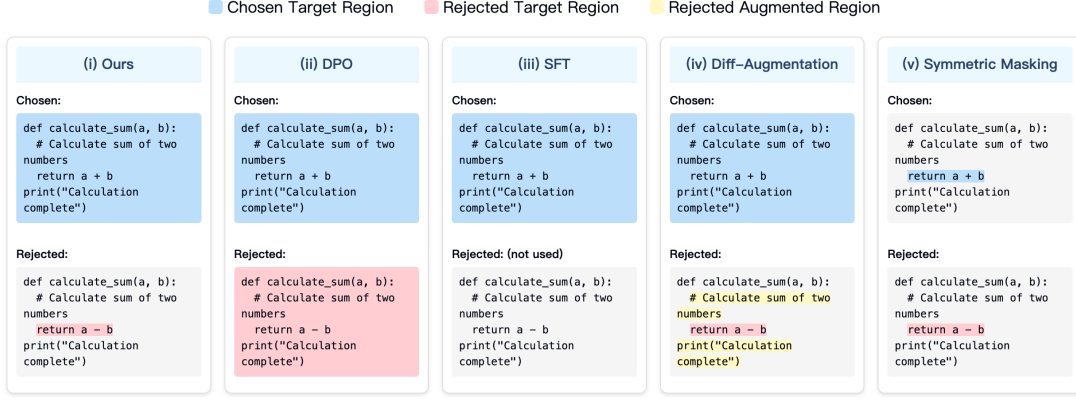 Chosen Target Region Rejected Target Region Rejected Augmented Region
(i) Ours
Chosen:
def calculate_sum(a, b):
# Calculate sum of two
numbers
return a + b
print("Calculation
complete")
Rejected:
def calculate_sum(a, b):
# Calculate sum of two
numbers
return a - b
print("Calculation
complete")
(ii) DPO
Chosen:
def calculate_sum(a, b):
# Calculate sum of two
numbers
return a + b
print("Calculation
complete")
Rejected:
def calculate_sum(a, b):
# Calculate sum of two
numbers
return a - b
print("Calculation
complete")
(iii) SFT
Chosen:
def calculate_sum(a, b):
# Calculate sum of two
numbers
return a + b
print("Calculation
complete")
Rejected: (not used)
def calculate_sum(a, b):
# Calculate sum of two
numbers
return a - b
print("Calculation
complete")
(iv) Diff-Augmentation
Chosen:
def calculate_sum(a, b):
# Calculate sum of two
numbers
return a + b
print("Calculation
complete")
Rejected:
def calculate_sum(a, b):
# Calculate sum of two
numbers
return a - b
print("Calculation
complete")
(v) Symmetric Masking
Chosen:
def calculate_sum(a, b):
# Calculate sum of two
numbers
return a + b
print("Calculation
complete")
Rejected:
def calculate_sum(a, b):
# Calculate sum of two
numbers
return a - b
print("Calculation
complete")